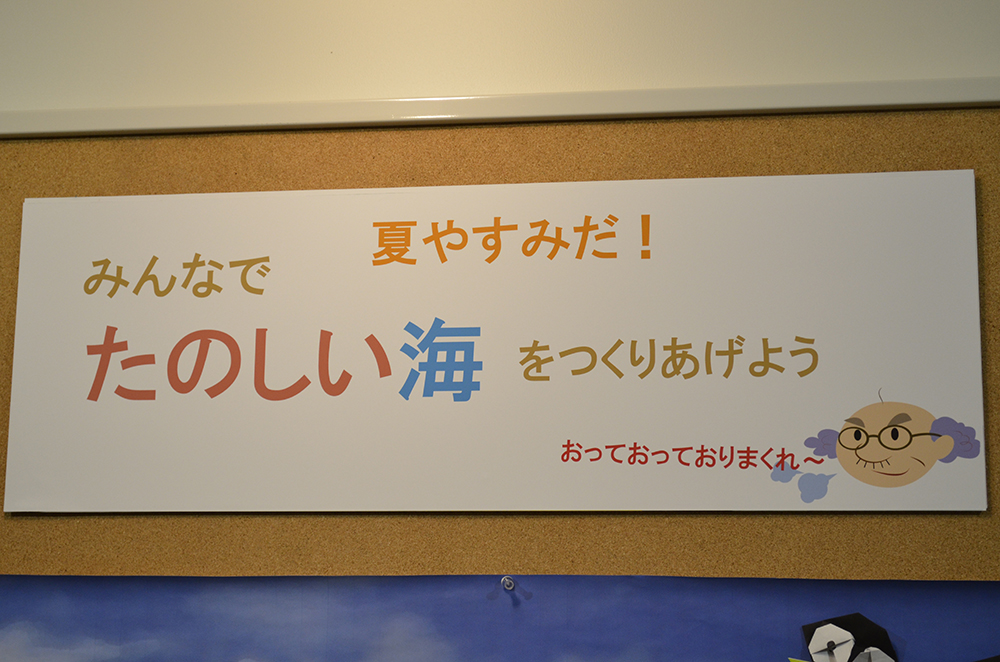 夏やすみだ！
みんなで
たのしい海をつくりあげよう
おっておっておりまくれ～